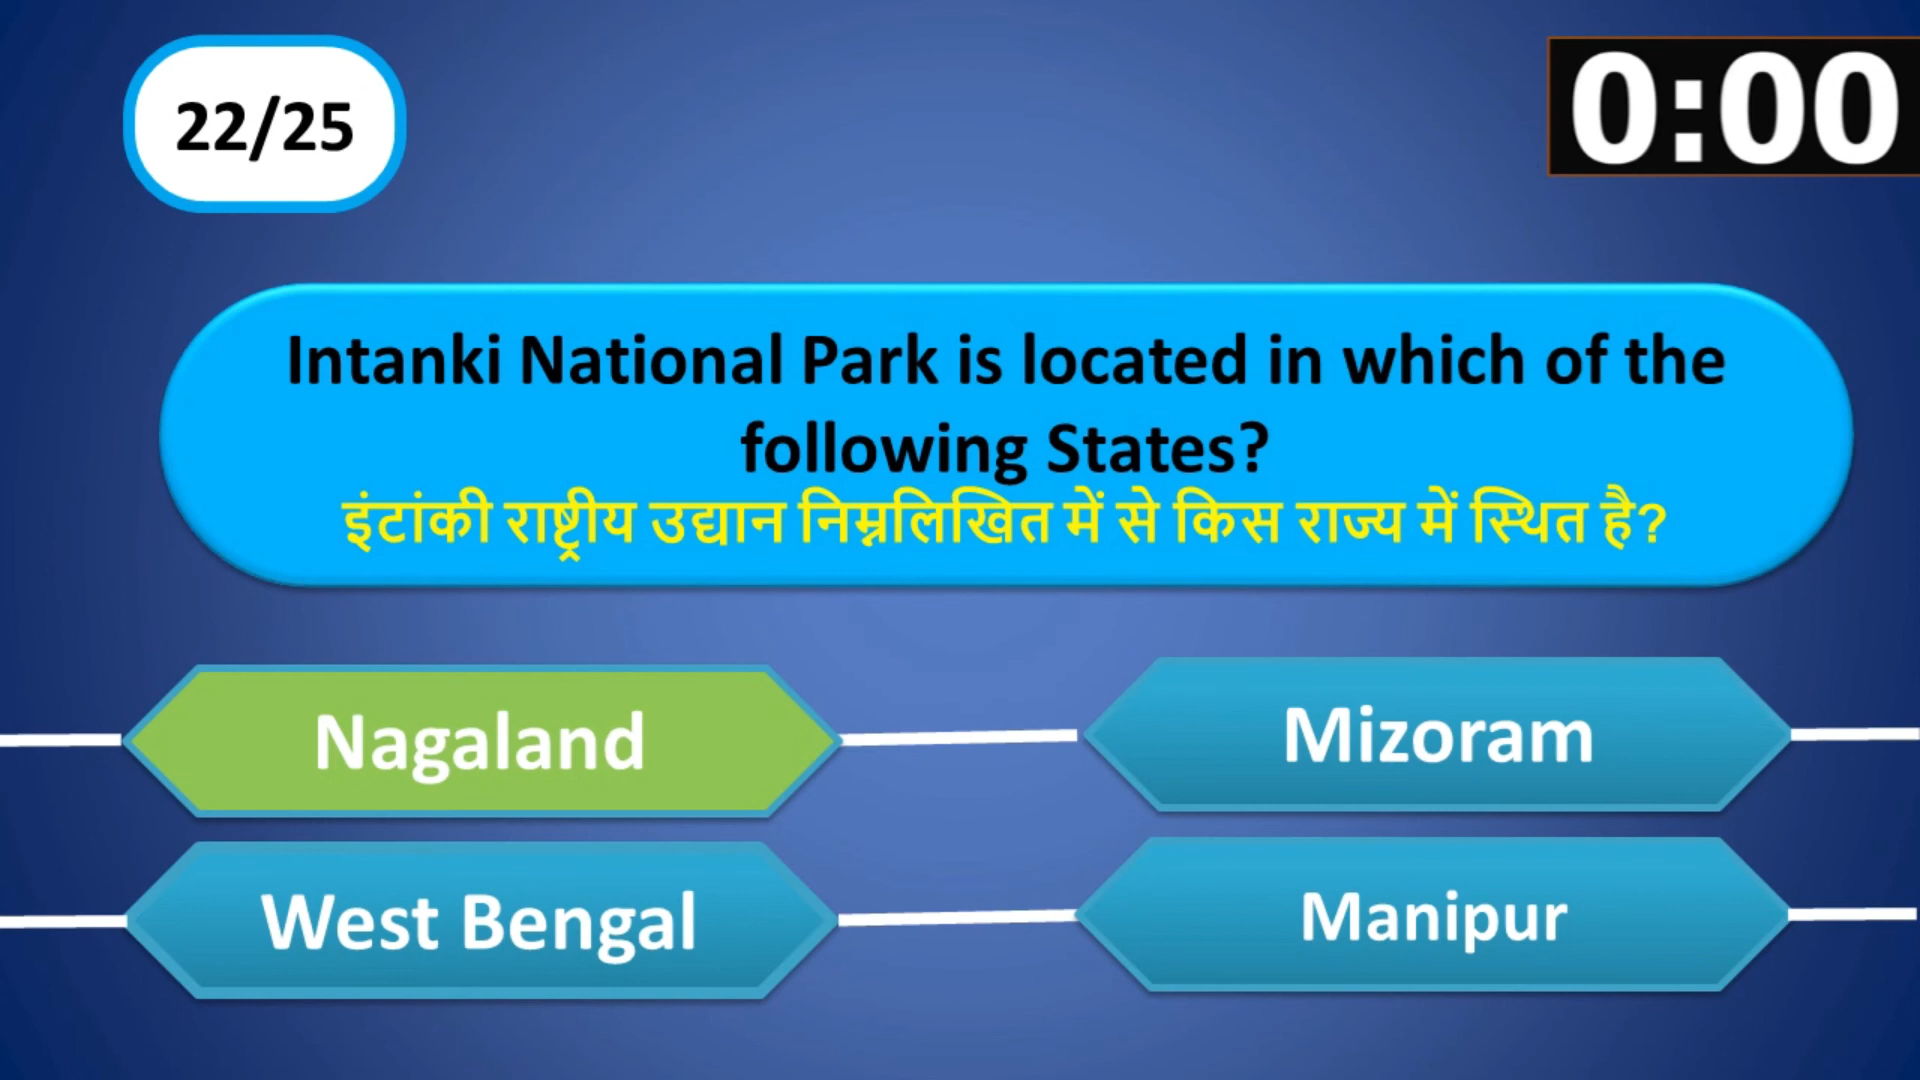 22/25
0:00
Intanki National Park is located in which of the
following States?
इंटांकी राष्ट्रीय उद्यान निम्नलिखित में से किस राज्य में स्थित है?
Nagaland
Mizoram
West Bengal
Manipur